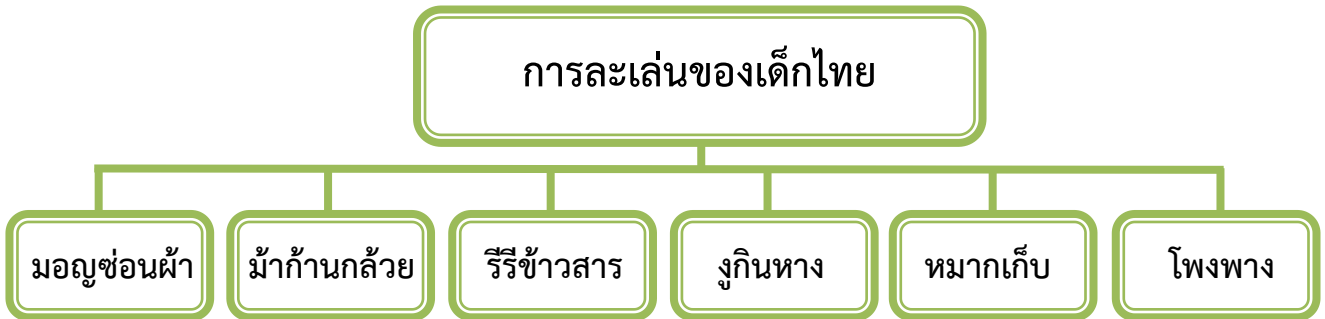 การละเล่นของเด็กไทย
มอญซ่อนผ้า
ม้าก้านกล้วย
รีรีข้าวสาร
งูกินหาง
หมากเก็บ
โพงพาง